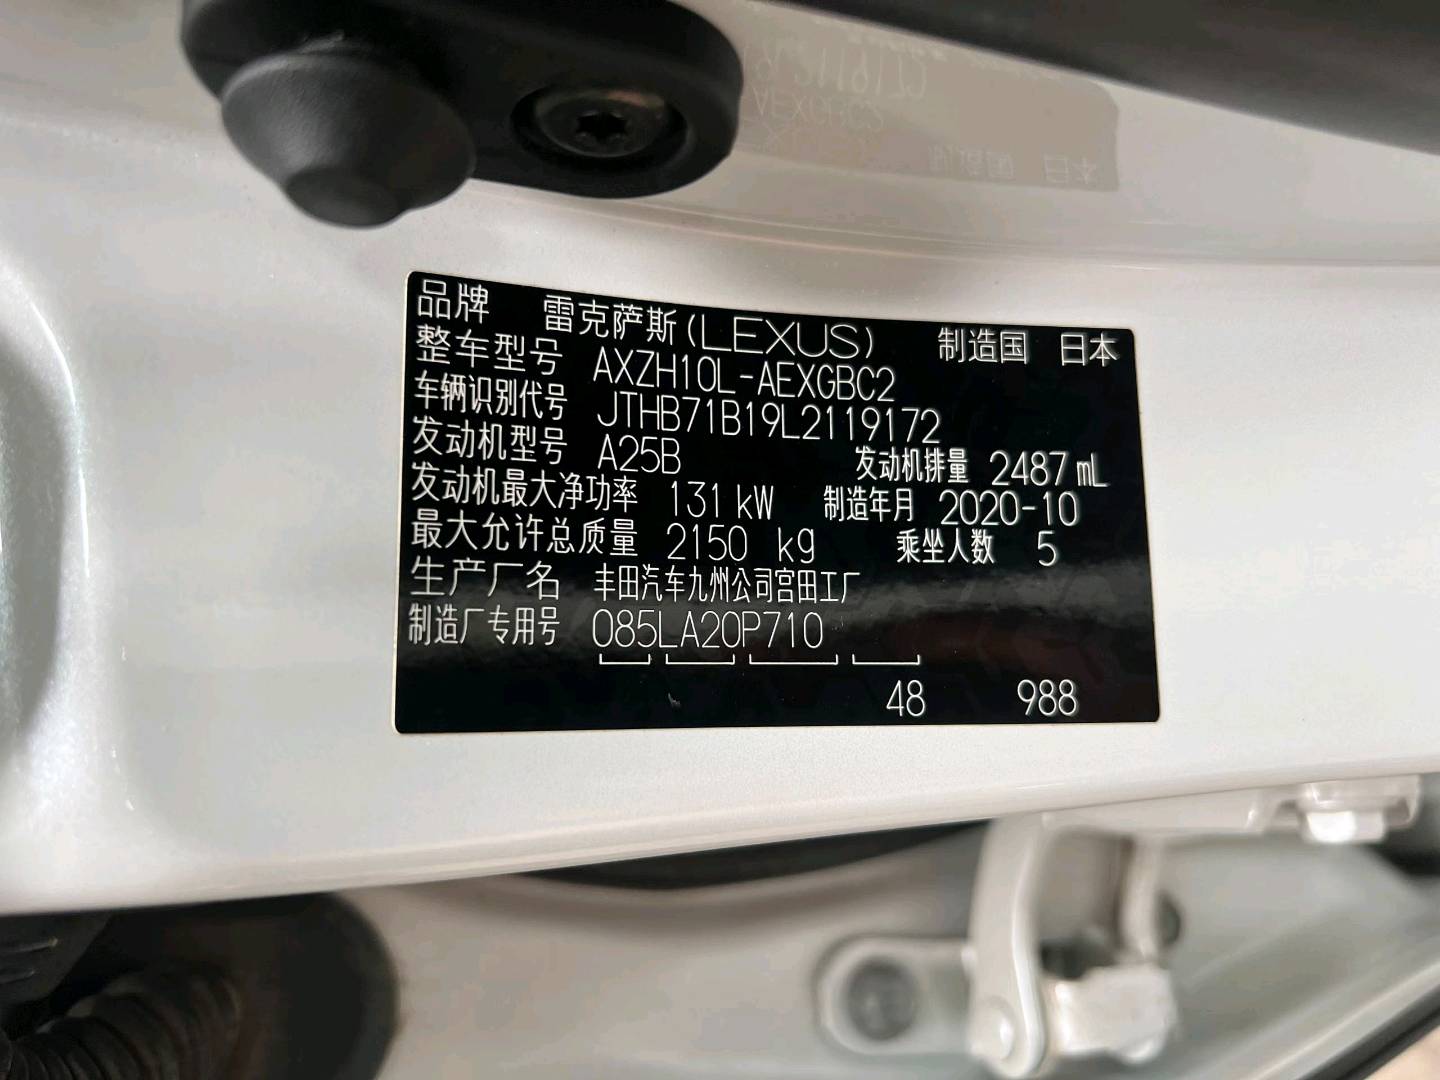 品牌 雷克萨斯(LEXUS) 制造国 日本
整车型号 AXZH10L-AEXGBC2
车辆识别代号 JTHB71B19L2119172
发动机型号 A25B 发动机排量 2487 mL
发动机最大净功率 131 kW 制造年月 2020-10
最大允许总质量 2150 kg 乘坐人数 5
生产厂名 丰田汽车九州公司宫田工厂
制造厂专用号 085LA20P710
48 988